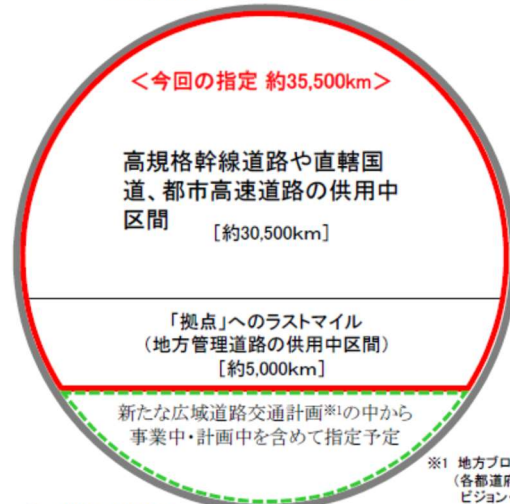 <今回の指定 約35,500km>
高規格幹線道路や直轄国
道、都市高速道路の供用中
区間
[約30,500km]
「拠点」へのラストマイル
(地方管理道路の供用中区間)
[約5,000km]
新たな広域道路交通計画※1の中から
事業中・計画中を含めて指定予定
※1 地方ブロ
(各都道府
ビジョン